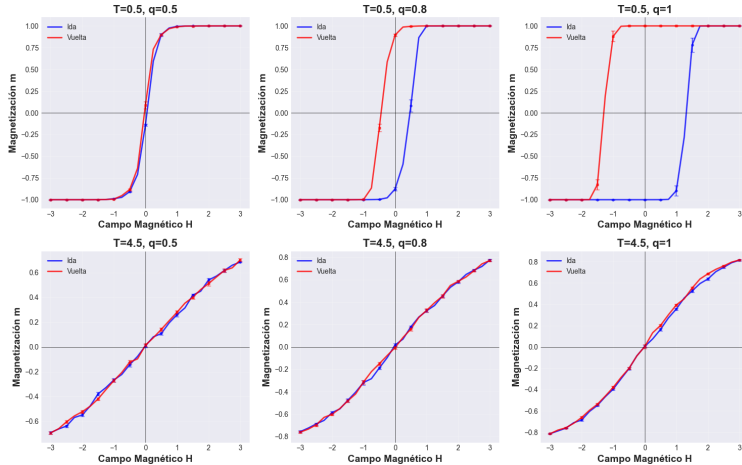 T=0.5, q=0.5
Magnetización m
1.00
0.75
0.50
0.25
0.00
−0.25
−0.50
−0.75
−1.00
Ida
Vuelta
−3 −2 −1 0 1 2 3
Campo Magnético H
T=0.5, q=0.8
Magnetización m
1.00
0.75
0.50
0.25
0.00
−0.25
−0.50
−0.75
−1.00
Ida
Vuelta
−3 −2 −1 0 1 2 3
Campo Magnético H
T=0.5, q=1
Magnetización m
1.00
0.75
0.50
0.25
0.00
−0.25
−0.50
−0.75
−1.00
Ida
Vuelta
−3 −2 −1 0 1 2 3
Campo Magnético H
T=4.5, q=0.5
Magnetización m
0.6
0.4
0.2
0.0
−0.2
−0.4
−0.6
Ida
Vuelta
−3 −2 −1 0 1 2 3
Campo Magnético H
T=4.5, q=0.8
Magnetización m
0.8
0.6
0.4
0.2
0.0
−0.2
−0.4
−0.6
−0.8
Ida
Vuelta
−3 −2 −1 0 1 2 3
Campo Magnético H
T=4.5, q=1
Magnetización m
0.8
0.6
0.4
0.2
0.0
−0.2
−0.4
−0.6
−0.8
Ida
Vuelta
−3 −2 −1 0 1 2 3
Campo Magnético H